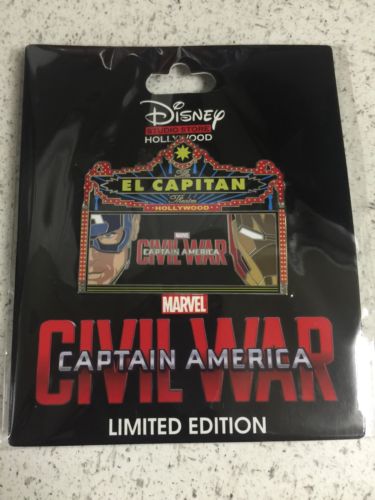 Disney
STUDIO STORE
HOLLYWOOD
The
EL CAPITAN
Theatre
HOLLYWOOD
MARVEL
CIVIL WAR
CAPTAIN AMERICA
MARVEL
CIVIL WAR
CAPTAIN AMERICA
LIMITED EDITION